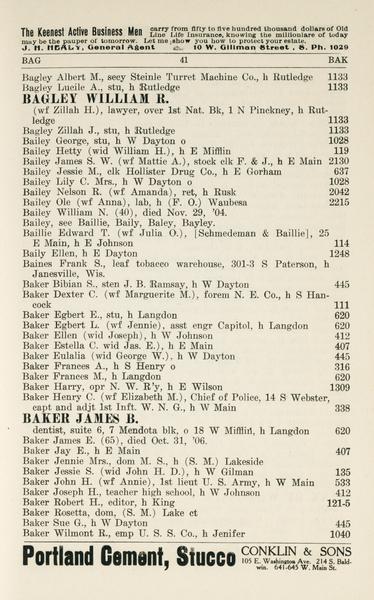 The Keenest Active Business Men carry from fifty to five hundred thousand dollars of Old
Line Life Insurance, knowing the millionaire of today
may be the pauper of tomorrow. Let me show you how to protect your estate.
J. H. HEALY, General Agent 10 W. Gilman Street, S. Ph. 1029
BAG 41 BAK
Bagley Albert M., secy Steinle Turret Machine Co., h Rutledge 1133
Bagley Lucile A., stu, h Rutledge 1133
BAGLEY WILLIAM R.
(wf Zillah H.), lawyer, over 1st Nat. Bk, 1 N Pinckney, h Rut-
ledge 1133
Bagley Zillah J., stu, h Rutledge 1133
Bailey George, stu, h W Dayton o 1028
Bailey Hetty (wid William H.), h E Mifflin 119
Bailey James S. W. (wf Mattie A.), stock clk F. & J., h E Main 2130
Bailey Jessie M., clk Hollister Drug Co., h E Gorham 637
Bailey Lily C. Mrs., h W Dayton o 1028
Bailey Nelson R. (wf Amanda), ret, h Rusk 2042
Bailey Ole (wf Anna), lab, h (F. O.) Waubesa 2215
Bailey William N. (40), died Nov. 29, '04.
Bailey, see Baillie, Baily, Baley, Bayley.
Baillie Edward T. (wf Julia O.), [Schmedeman & Baillie], 25
E Main, h E Johnson 114
Baily Ellen, h E Dayton 1248
Baines Frank S., leaf tobacco warehouse, 301-3 S Paterson, h
Janesville, Wis.
Baker Bibian S., sten J. B. Ramsay, h W Dayton 445
Baker Dexter C. (wf Marguerite M.), forem N. E. Co., h S Han-
cock 111
Baker Egbert E., stu, h Langdon 620
Baker Egbert L. (wf Jennie), asst engr Capitol, h Langdon 620
Baker Ellen (wid Joseph), h W Johnson 412
Baker Estella C. wid Jas. E.), h E Main 407
Baker Eulalia (wid George W.), h W Dayton 445
Baker Frances A., h S Henry o 316
Baker Frances M., h Langdon 620
Baker Harry, opr N. W. R'y, h E Wilson 1309
Baker Henry C. (wf Elizabeth M.), Chief of Police, 14 S Webster,
capt and adjt 1st Inft. W. N. G., h W Main 338
BAKER JAMES B.
dentist, suite 6, 7 Mendota blk, o 18 W Mifflin, h Langdon 620
Baker James E. (65), died Oct. 31, '06.
Baker Jay E., h E Main 407
Baker Jennie Mrs., dom M. S., h (S. M.) Lakeside
Baker Jessie S. (wid John H. D.), h W Gilman 135
Baker John H. (wf Annie), 1st lieut U. S. Army, h W Main 533
Baker Joseph H., teacher high school, h W Johnson 412
Baker Robert H., editor, h King 121-5
Baker Rosetta, dom, (S. M.) Lake ct
Baker Sue G., h W Dayton 445
Baker Wilmont R., emp U. S. S. Co., h Jenifer 1040
Portland Cement, Stucco CONKLIN & SONS
105 E. Washington Ave. 214 S. Bald-
win. 641-645 W. Main St.